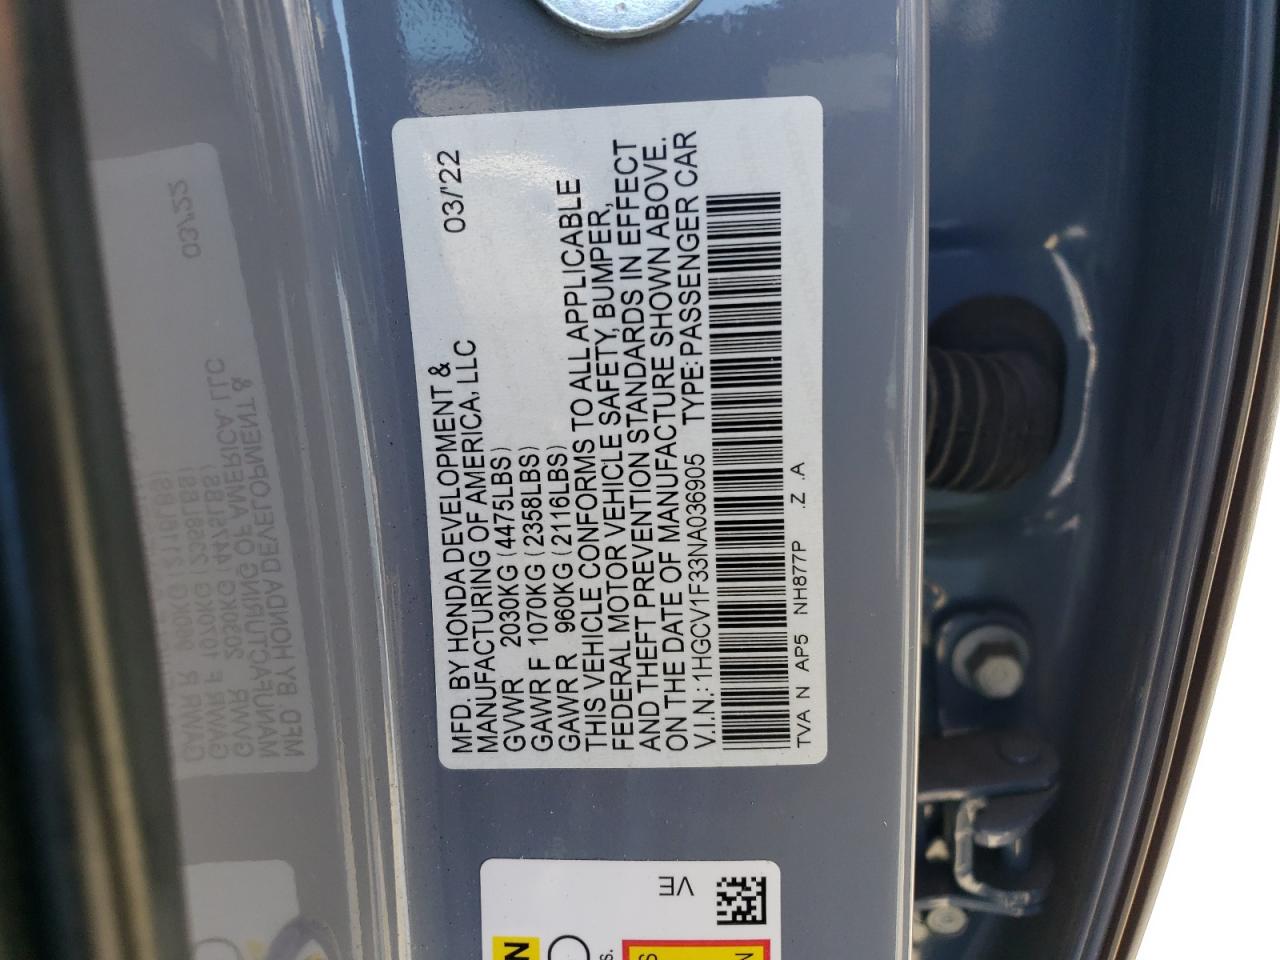 MFD. BY HONDA DEVELOPMENT &
MANUFACTURING OF AMERICA, LLC 03/'22
GVWR 2030KG (4475LBS)
GAWR F 1070KG (2358LBS)
GAWR R 960KG (2116LBS)
THIS VEHICLE CONFORMS TO ALL APPLICABLE
FEDERAL MOTOR VEHICLE SAFETY, BUMPER,
AND THEFT PREVENTION STANDARDS IN EFFECT
ON THE DATE OF MANUFACTURE SHOWN ABOVE.
V.I.N.: 1HGCV1F33NA036905 TYPE: PASSENGER CAR
TVA N AP5 NH877P .Z .A
VE